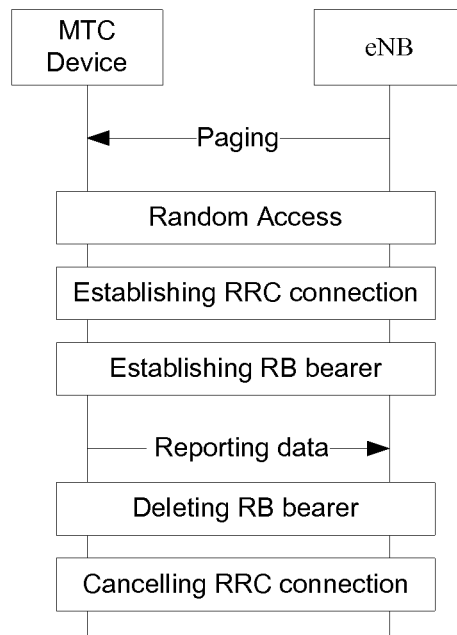 MTC
Device
eNB
Paging
Random Access
Establishing RRC connection
Establishing RB bearer
Reporting data
Deleting RB bearer
Cancelling RRC connection